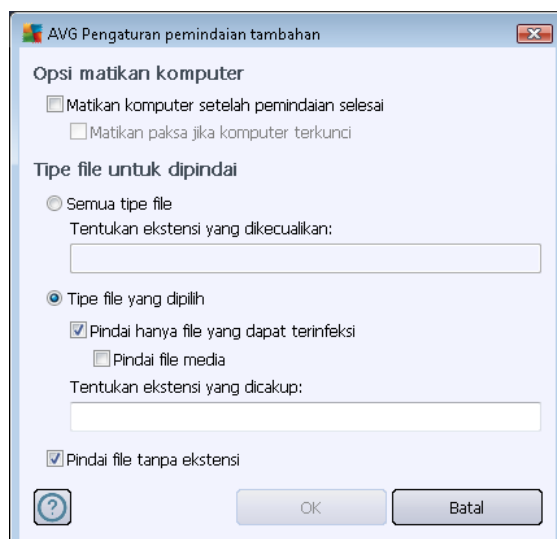 AVG Pengaturan pemindaian tambahan
Opsi matikan komputer
Matikan komputer setelah pemindaian selesai
Matikan paksa jika komputer terkunci
Tipe file untuk dipindai
Semua tipe file
Tentukan ekstensi yang dikecualikan:
Tipe file yang dipilih
Pindai hanya file yang dapat terinfeksi
Pindai file media
Tentukan ekstensi yang dicakup:
Pindai file tanpa ekstensi
?
OK
Batal